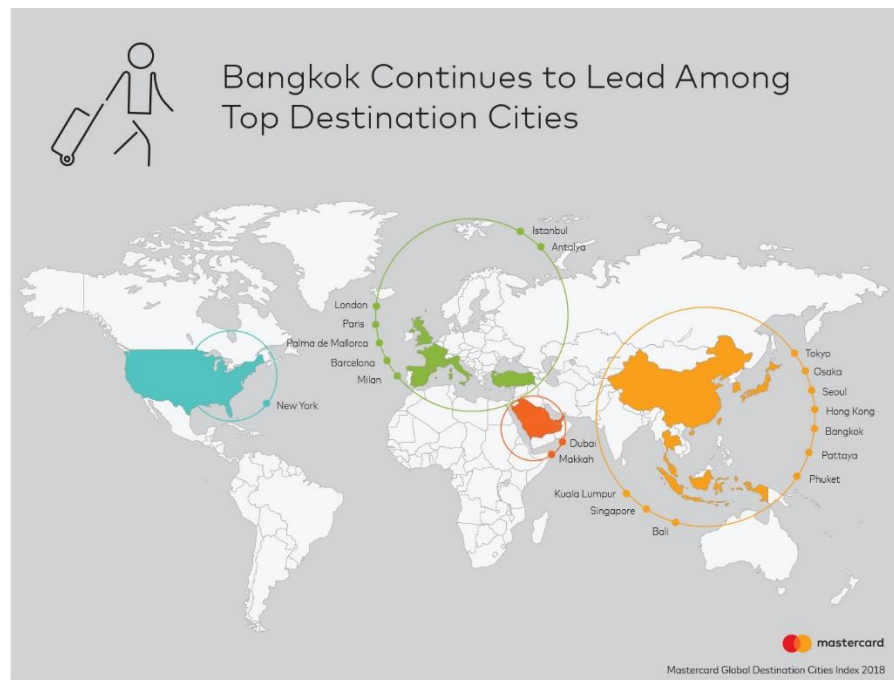 Bangkok Continues to Lead Among
Top Destination Cities
Istanbul
Antalya
London
Paris
Palma de Mallorca
Barcelona
Milan
New York
Tokyo
Osaka
Seoul
Hong Kong
Bangkok
Pattaya
Phuket
Dubai
Makkah
Kuala Lumpur
Singapore
Bali
mastercard
Mastercard Global Destination Cities Index 2018